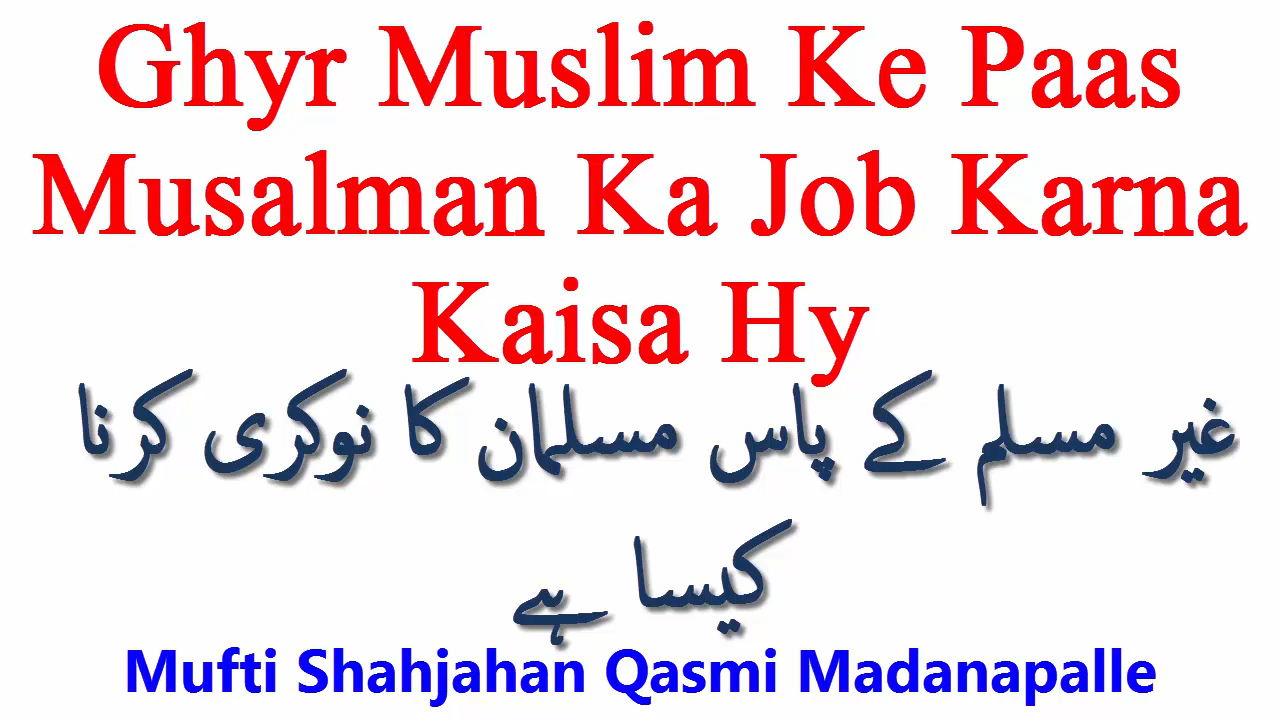 Ghyr Muslim Ke Paas
Musalman Ka Job Karna
Kaisa Hy
غیر مسلم کے پاس مسلمان کا نوکری کرنا
کیسا ہے
Mufti Shahjahan Qasmi Madanapalle